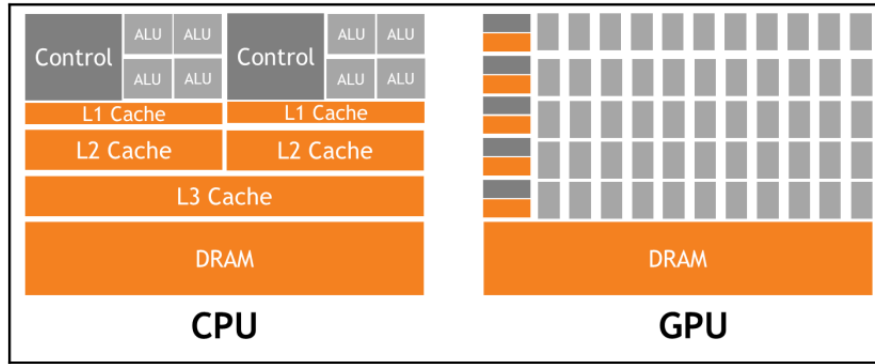 ALU ALU ALU ALU
Control Control
ALU ALU ALU ALU
L1 Cache L1 Cache
L2 Cache L2 Cache
L3 Cache
DRAM DRAM
CPU GPU